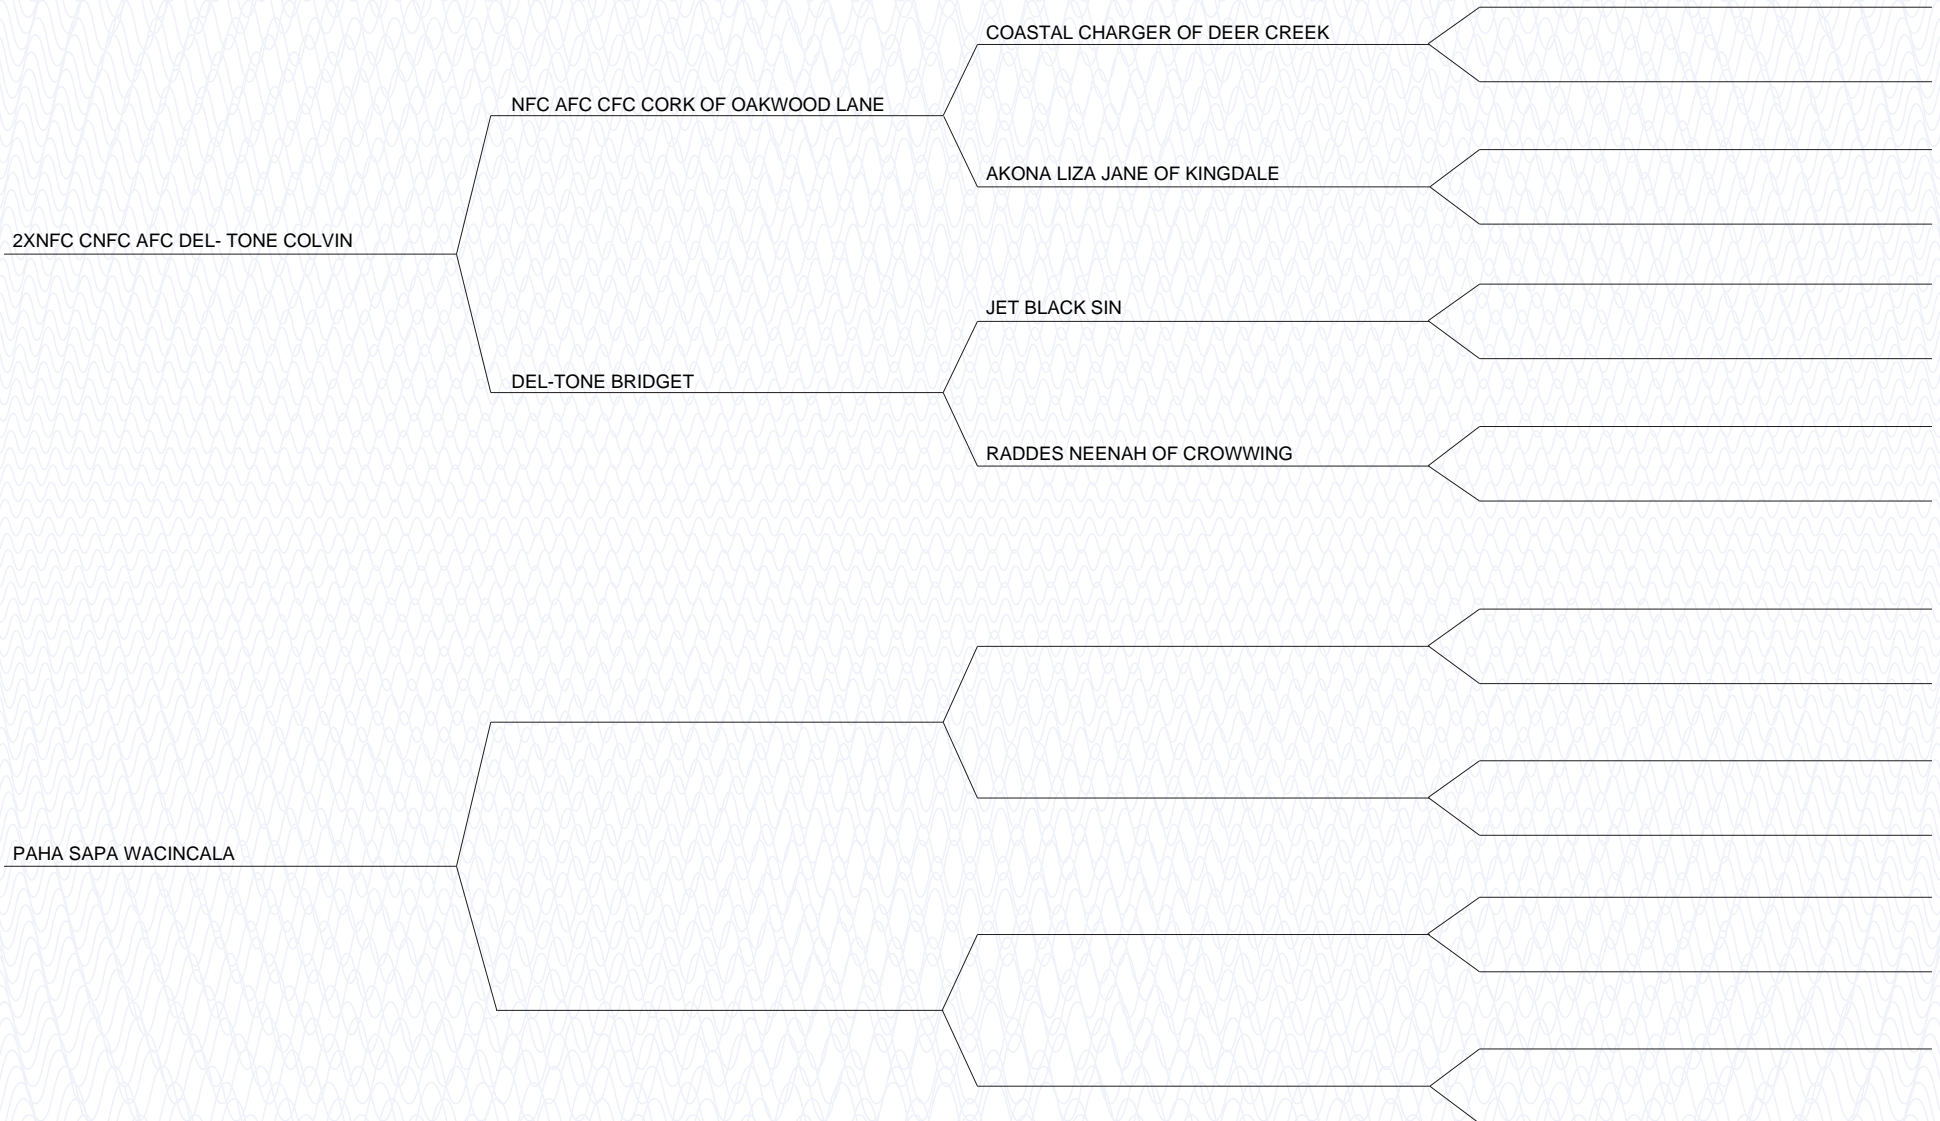 COASTAL CHARGER OF DEER CREEK
NFC AFC CFC CORK OF OAKWOOD LANE
AKONA LIZA JANE OF KINGDALE
2XNFC CNFC AFC DEL- TONE COLVIN
JET BLACK SIN
DEL-TONE BRIDGET
RADDES NEENAH OF CROWWING
PAHA SAPA WACINCALA